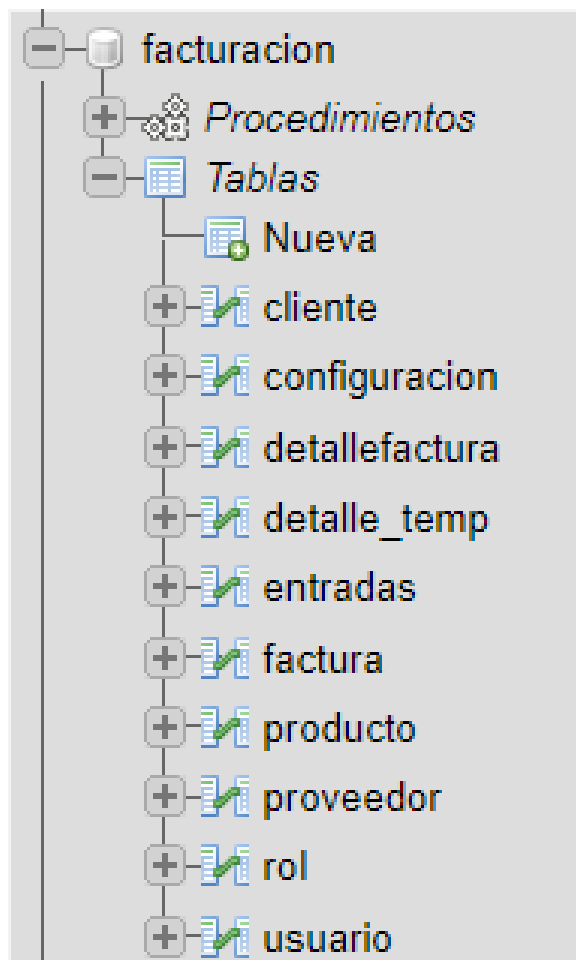 facturacion
Procedimientos
Tablas
Nueva
cliente
configuracion
detallefactura
detalle_temp
entradas
factura
producto
proveedor
rol
usuario